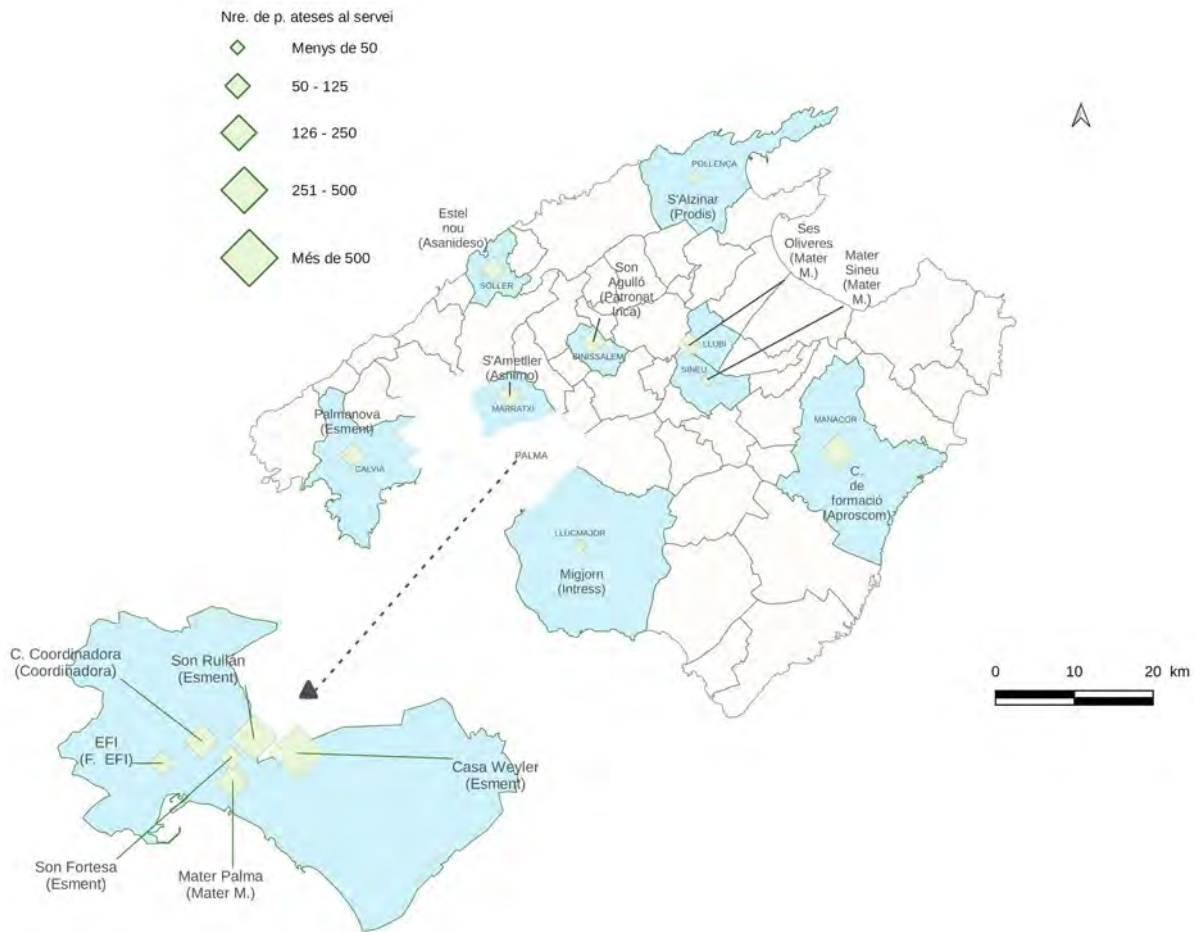 Nre. de p. ateses al servei
Menys de 50
50 - 125
126 - 250
251 - 500
Més de 500
POLLENÇA
S'Alzinar
(Prodis)
Estel
nou
(Asanideso)
SÓLLER
Ses
Oliveres
(Mater
M.)
Mater
Sineu
(Mater
M.)
Son
Agulló
(Patronat
Inca)
BINISSALEM
LLUBÍ
SINEU
S'Ametller
(Asnimo)
MARRATXÍ
Palmanova
(Esment)
CALVIÀ
PALMA
MANACOR
C.
de
formació
(Aproscom)
LLUCMAJOR
Migjorn
(Intress)
0 10 20 km
C. Coordinadora
(Coordinadora)
Son Rullan
(Esment)
EFI
(F. EFI)
Casa Weyler
(Esment)
Son Fortesa
(Esment)
Mater Palma
(Mater M.)